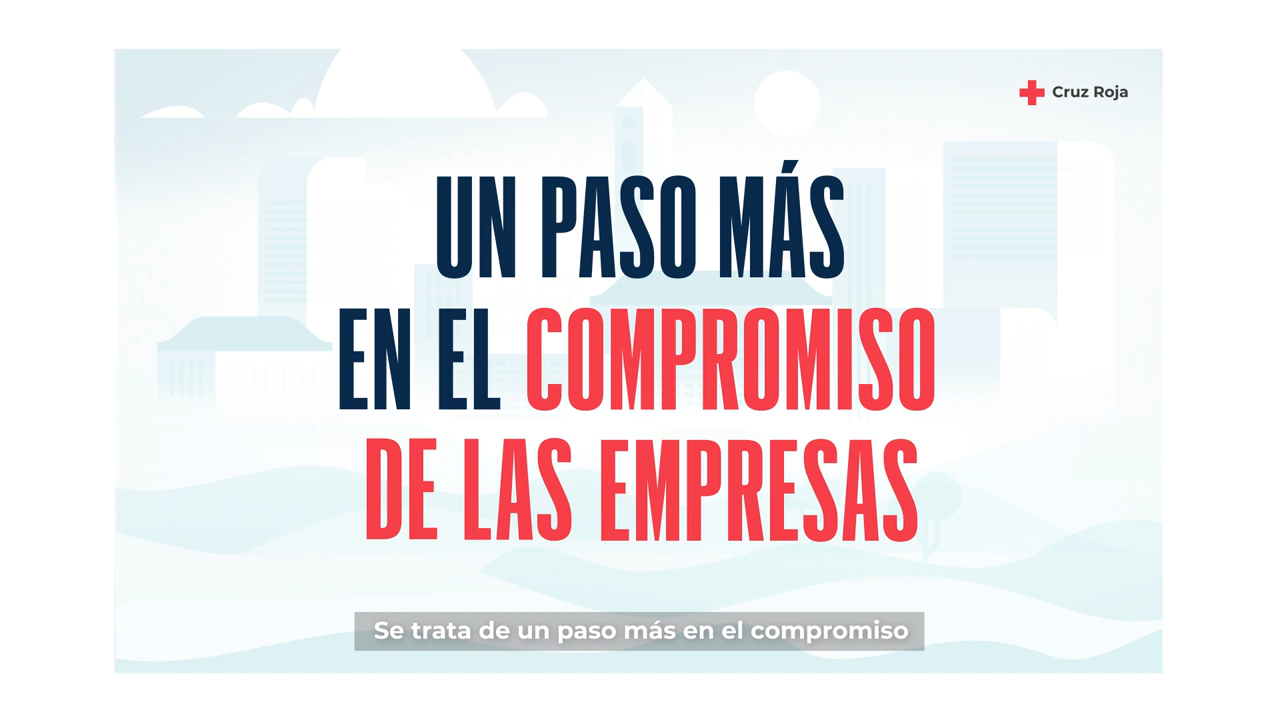 Cruz Roja
UN PASO MÁS
EN EL COMPROMISO
DE LAS EMPRESAS
Se trata de un paso más en el compromiso